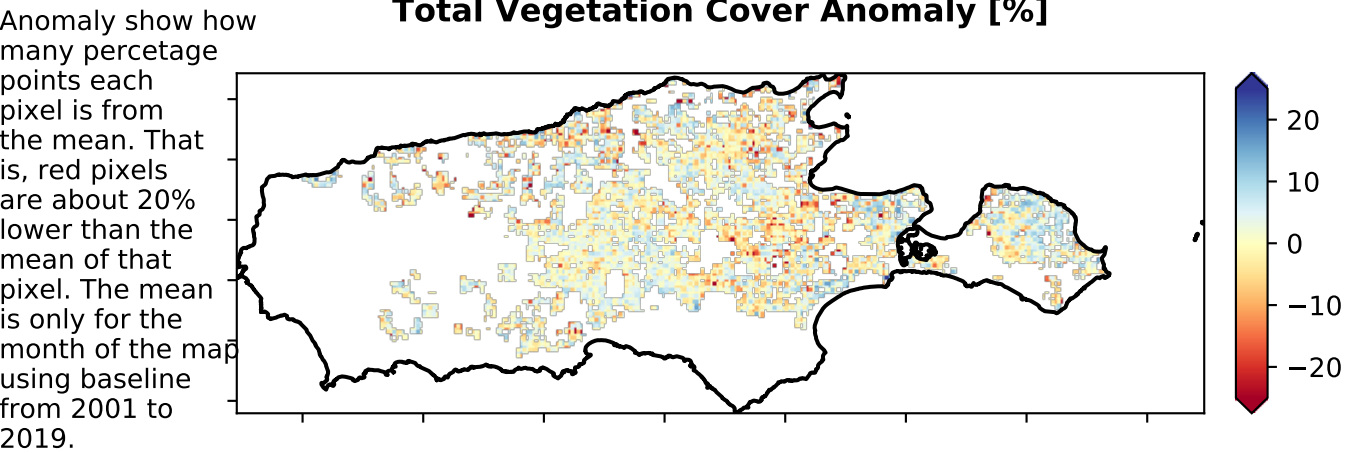 Total Vegetation Cover Anomaly [%]
Anomaly show how
many percetage
points each
pixel is from
the mean. That
is, red pixels
are about 20%
lower than the
mean of that
pixel. The mean
is only for the
month of the map
using baseline
from 2001 to
2019.
20
10
0
−10
−20